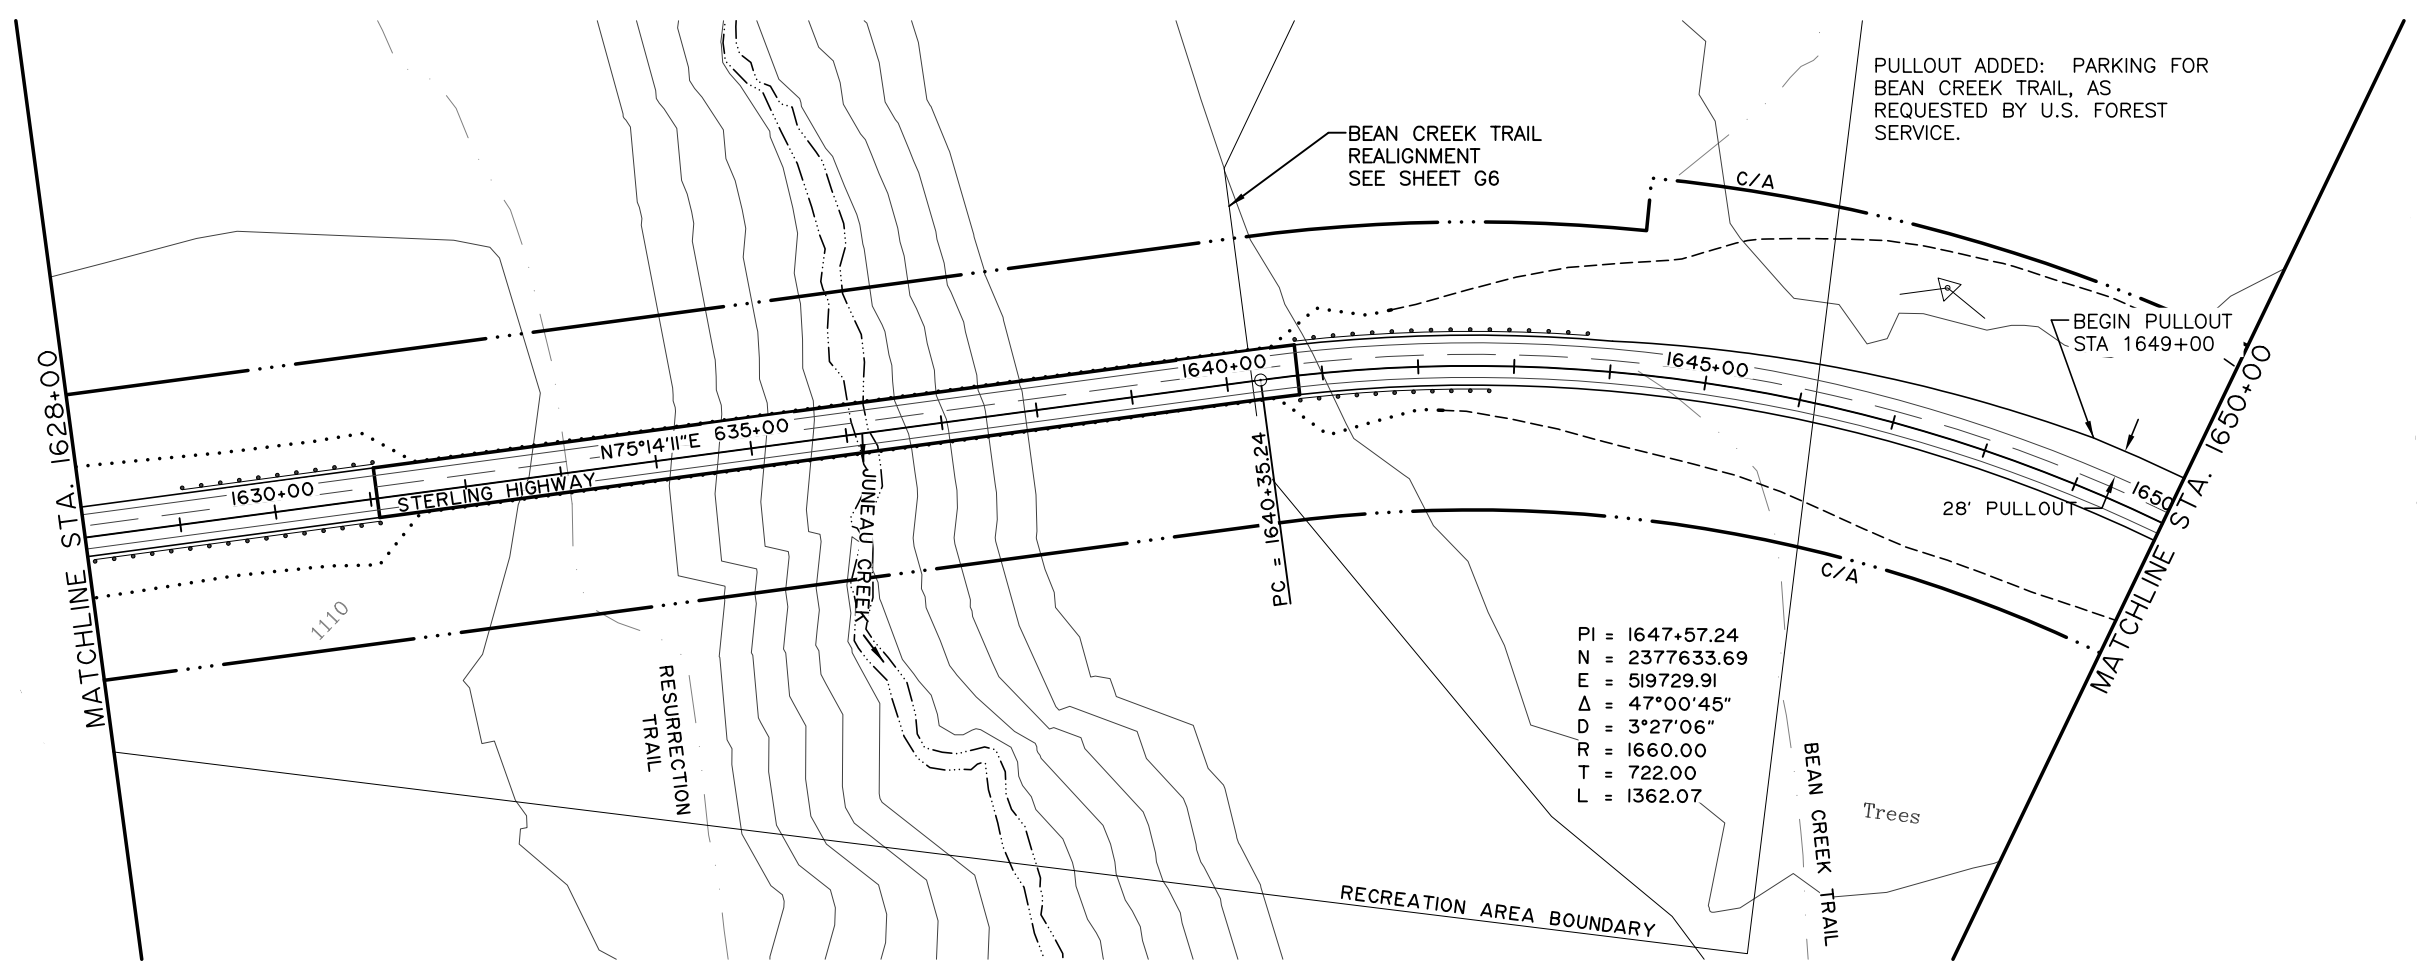 PULLOUT ADDED: PARKING FOR
BEAN CREEK TRAIL, AS
REQUESTED BY U.S. FOREST
SERVICE.
BEAN CREEK TRAIL
REALIGNMENT
SEE SHEET G6
C/A
BEGIN PULLOUT
STA 1649+00
MATCHLINE STA. 1628+00
1630+00
STERLING HIGHWAY
N75°14'11"E 635+00
1640+00
1645+00
1650
28' PULLOUT
MATCHLINE STA. 1650+00
JUNEAU CREEK
PC = 1640+35.24
C/A
1110
RESURRECTION
TRAIL
PI = 1647+57.24
N = 2377633.69
E = 519729.91
Δ = 47°00'45"
D = 3°27'06"
R = 1660.00
T = 722.00
L = 1362.07
BEAN CREEK TRAIL
Trees
RECREATION AREA BOUNDARY